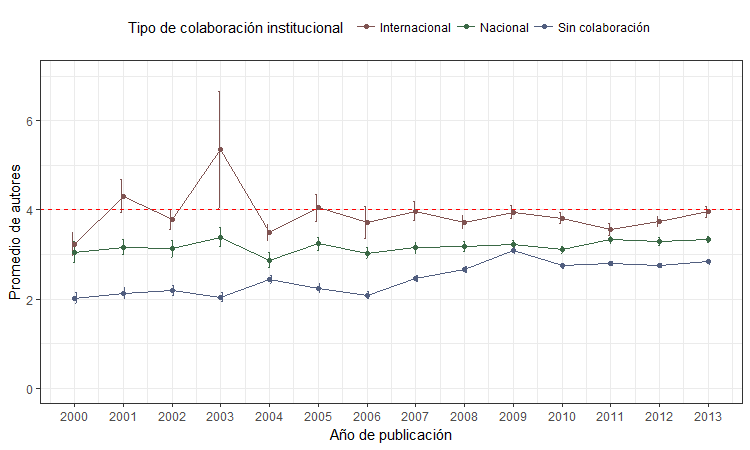 Tipo de colaboración institucional Internacional Nacional Sin colaboración
Promedio de autores
6
4
2
0
2000 2001 2002 2003 2004 2005 2006 2007 2008 2009 2010 2011 2012 2013
Año de publicación